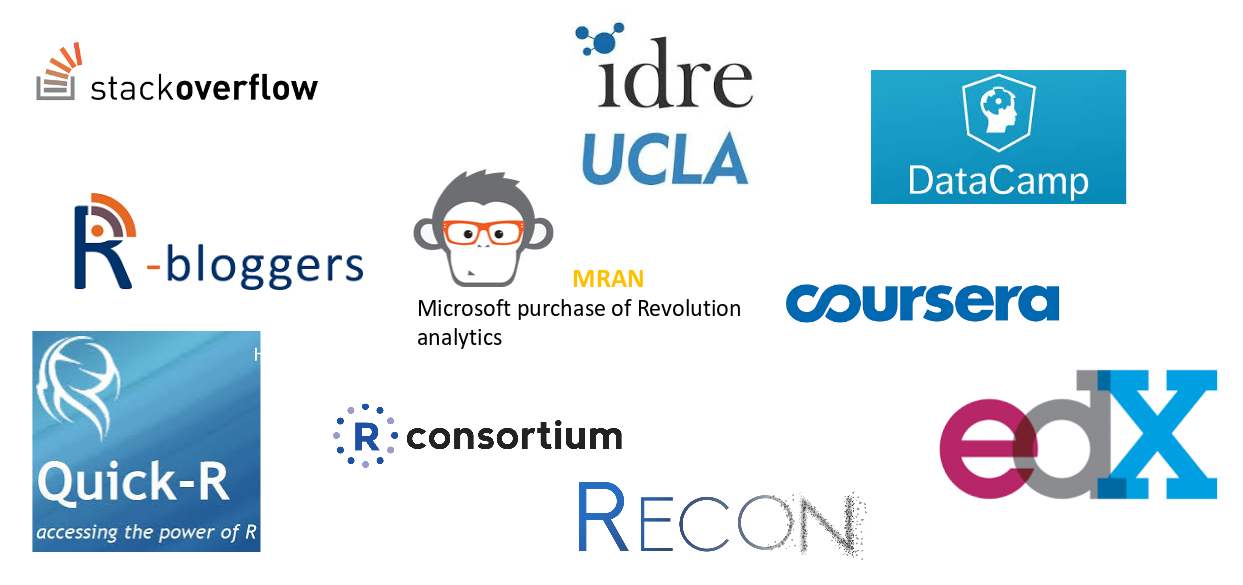 stackoverflow
idre
UCLA
DataCamp
R-bloggers
MRAN
Microsoft purchase of Revolution
analytics
coursera
H
Quick-R
accessing the power of R
R consortium
edX
RECON